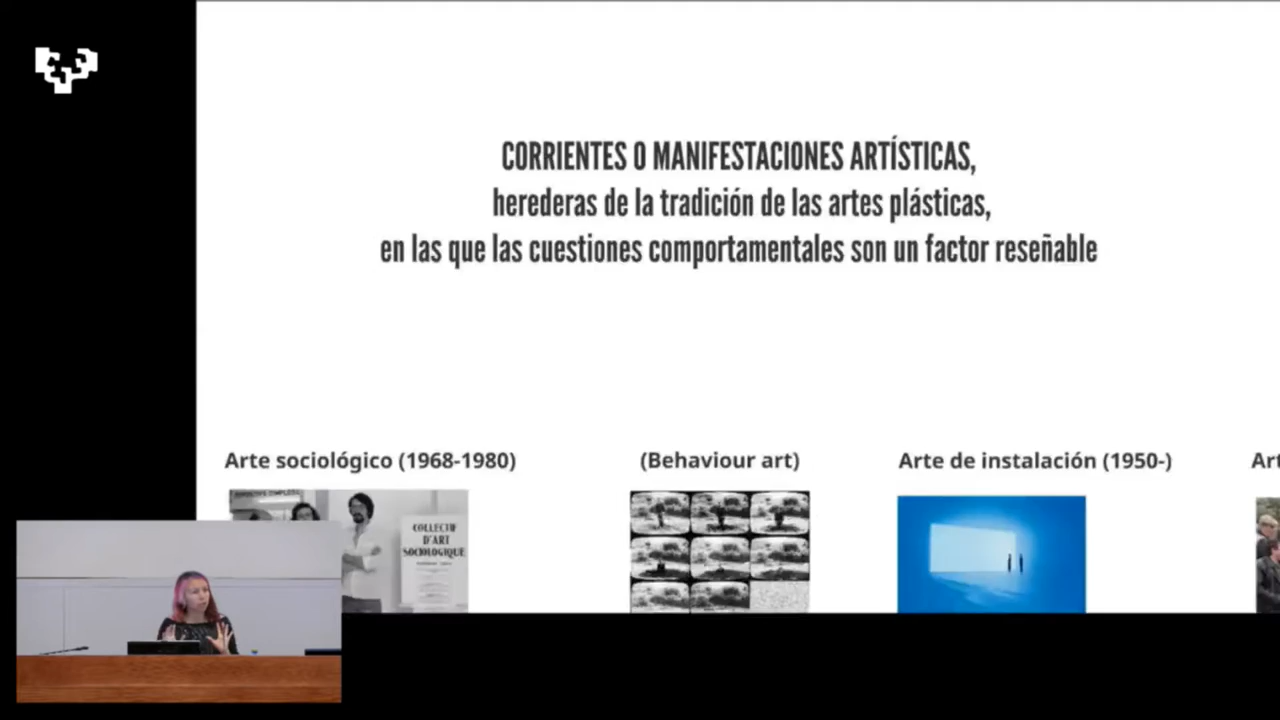 CORRIENTES O MANIFESTACIONES ARTÍSTICAS,
herederas de la tradición de las artes plásticas,
en las que las cuestiones comportamentales son un factor reseñable
Arte sociológico (1968-1980)
(Behaviour art)
Arte de instalación (1950-)
Art
COLLECTIF
D'ART
SOCIOLOGIQUE